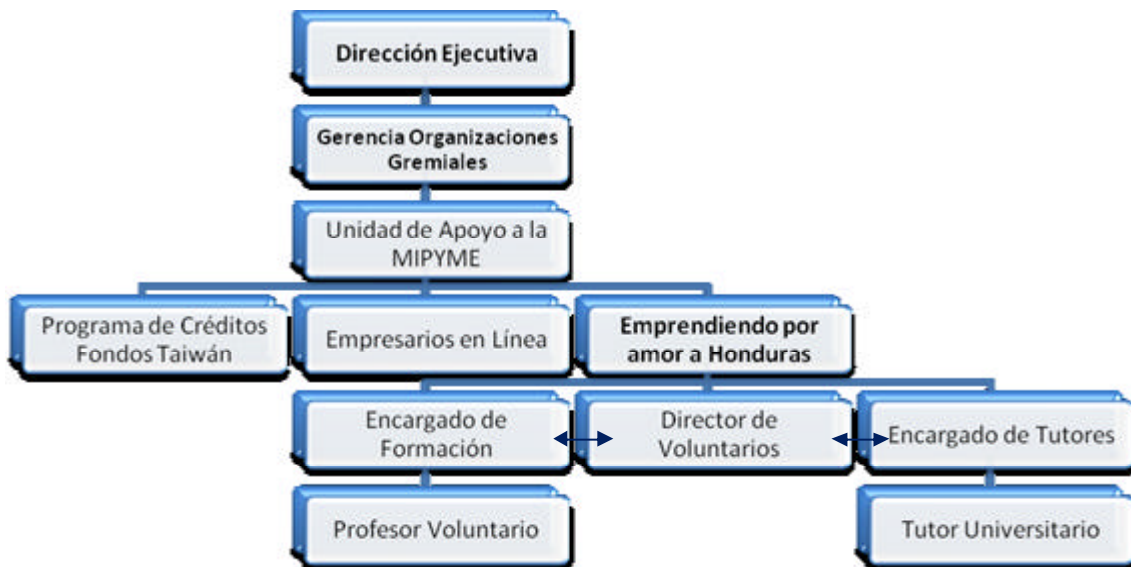 Dirección Ejecutiva
Gerencia Organizaciones
Gremiales
Unidad de Apoyo a la
MIPYME
Programa de Créditos
Fondos Taiwán
Empresarios en Línea
Emprendiendo por
amor a Honduras
Encargado de
Formación
Director de
Voluntarios
Encargado de Tutores
Profesor Voluntario
Tutor Universitario